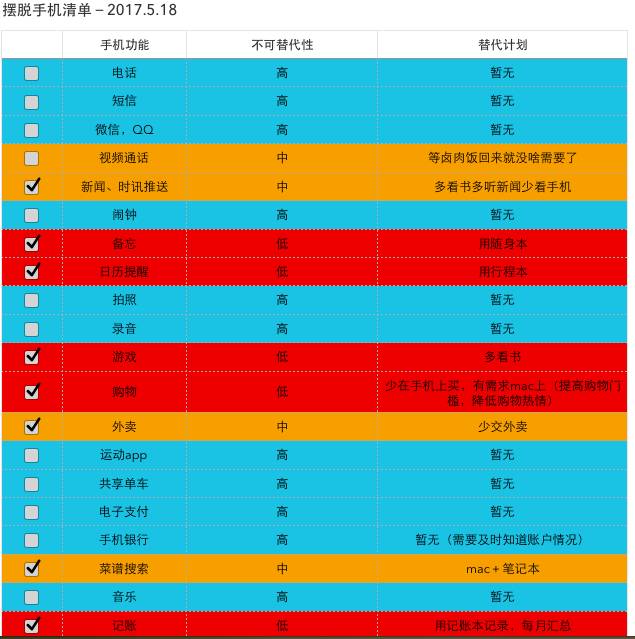 摆脱手机清单 – 2017.5.18
手机功能 不可替代性 替代计划
电话 高 暂无
短信 高 暂无
微信，QQ 高 暂无
视频通话 中 等卤肉饭回来就没啥需要了
新闻、时讯推送 中 多看书多听新闻少看手机
闹钟 高 暂无
备忘 低 用随身本
日历提醒 低 用行程本
拍照 高 暂无
录音 高 暂无
游戏 低 多看书
购物 低 少在手机上买，有需求mac上（提高购物门
槛，降低购物热情）
外卖 中 少交外卖
运动app 高 暂无
共享单车 高 暂无
电子支付 高 暂无
手机银行 高 暂无（需要及时知道账户情况）
菜谱搜索 中 mac＋笔记本
音乐 高 暂无
记账 低 用记账本记录，每月汇总